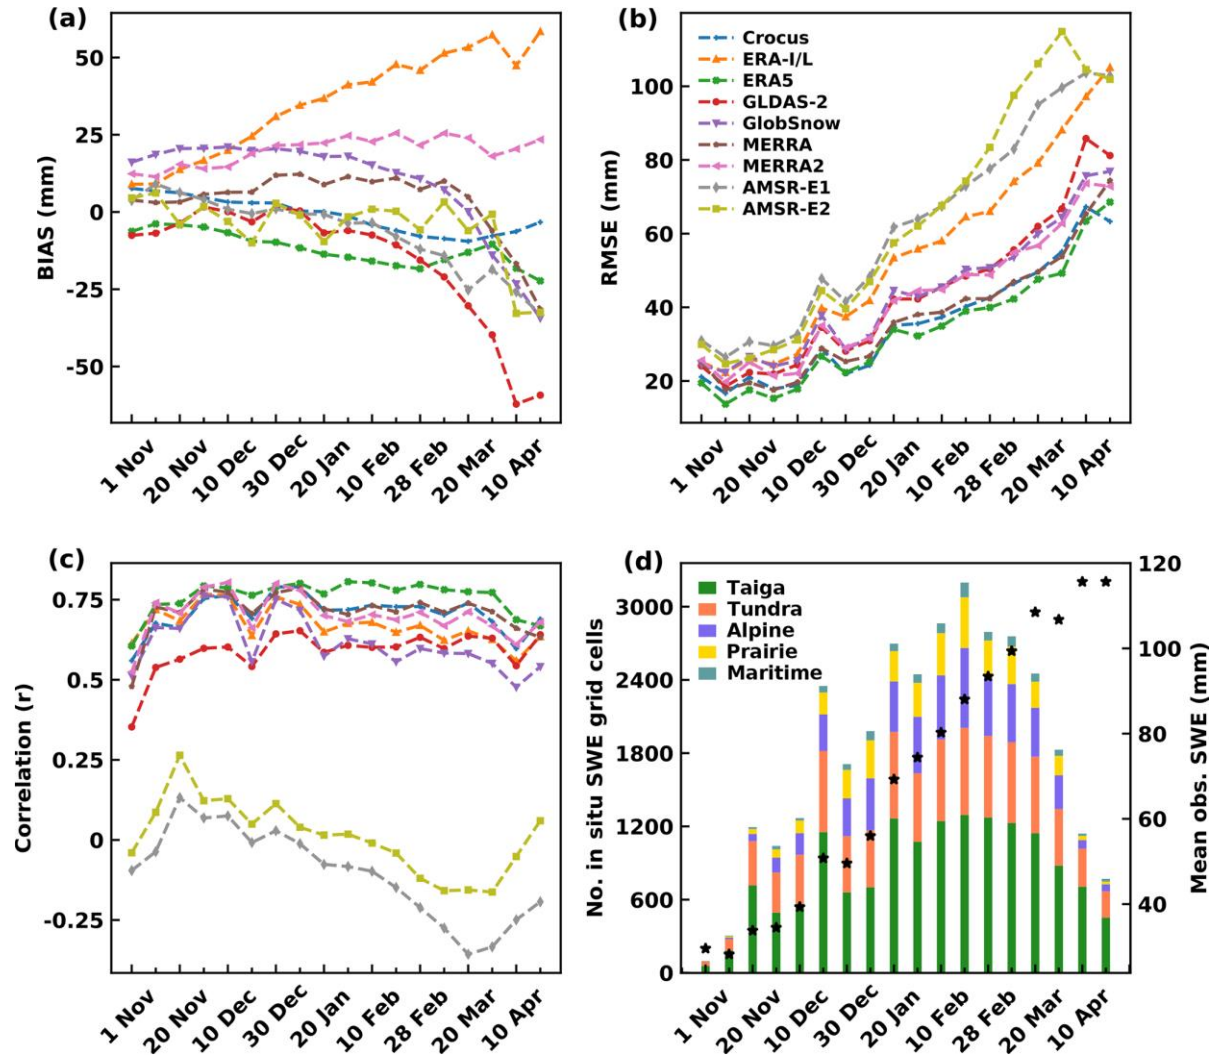 (a)
BIAS (mm)
50
25
0
-25
-50
1 Nov
20 Nov
10 Dec
30 Dec
20 Jan
10 Feb
28 Feb
20 Mar
10 Apr
(b)
RMSE (mm)
100
80
60
40
20
Crocus
ERA-I/L
ERA5
GLDAS-2
GlobSnow
MERRA
MERRA2
AMSR-E1
AMSR-E2
1 Nov
20 Nov
10 Dec
30 Dec
20 Jan
10 Feb
28 Feb
20 Mar
10 Apr
(c)
Correlation (r)
0.75
0.5
0.25
0
-0.25
1 Nov
20 Nov
10 Dec
30 Dec
20 Jan
10 Feb
28 Feb
20 Mar
10 Apr
(d)
No. in situ SWE grid cells
3000
2400
1800
1200
600
0
Taiga
Tundra
Alpine
Prairie
Maritime
120
100
80
60
40
Mean obs. SWE (mm)
1 Nov
20 Nov
10 Dec
30 Dec
20 Jan
10 Feb
28 Feb
20 Mar
10 Apr